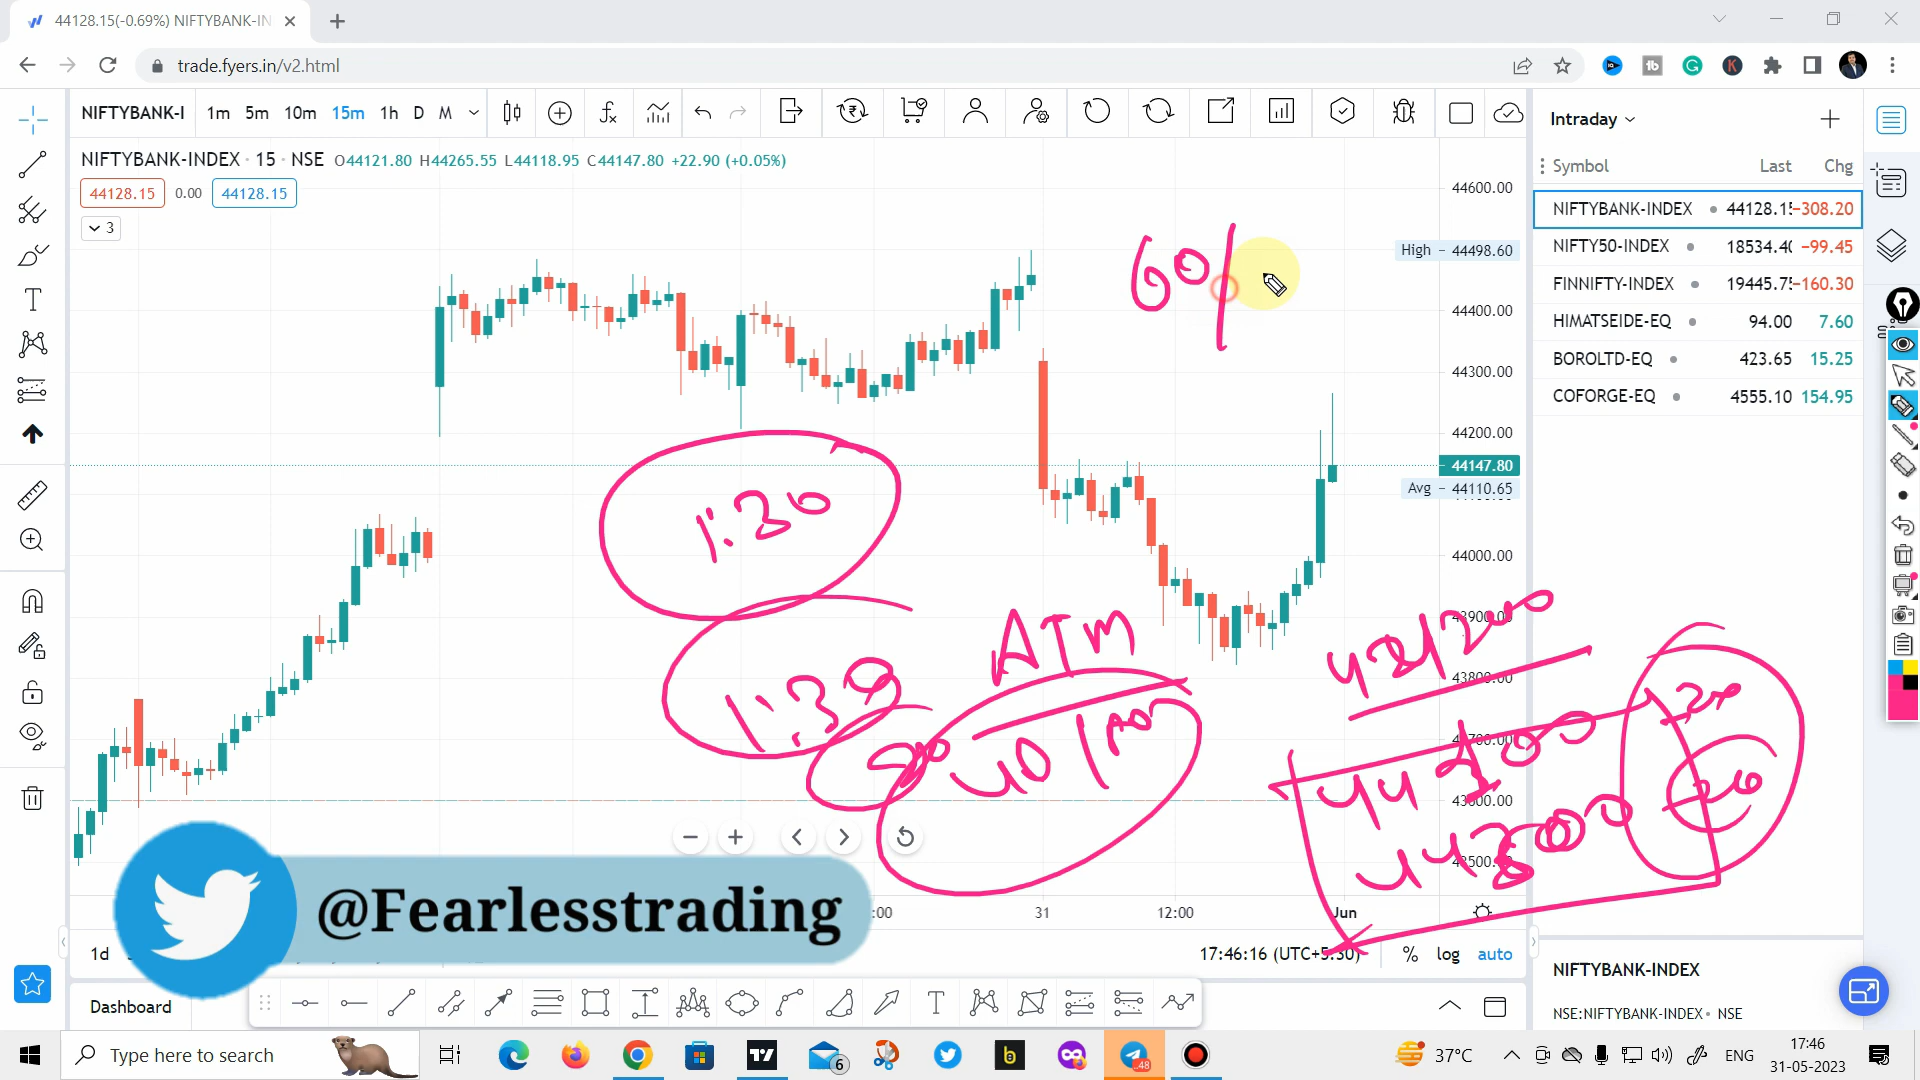 44128.15(-0.69%) NIFTYBANK-IN
trade.fyers.in/v2.html
NIFTYBANK-I 1m 5m 10m 15m 1h D M
Intraday
NIFTYBANK-INDEX · 15 · NSE O44121.80 H44265.55 L44118.95 C44147.80 +22.90 (+0.05%)
44128.15 0.00 44128.15
3
Symbol Last Chg
NIFTYBANK-INDEX 44128.15 -308.20
NIFTY50-INDEX 18534.40 -99.45
FINNIFTY-INDEX 19445.75 -160.30
HIMATSEIDE-EQ 94.00 7.60
BOROLTD-EQ 423.65 15.25
COFORGE-EQ 4555.10 154.95
44600.00
High - 44498.60
44400.00
44300.00
44200.00
44147.80
Avg - 44110.65
44000.00
60/
1:30
1:39
ATM
:00 31 12:00 Jun
@Fearlesstrading
1d
17:46:16 (UTC+5:30) % log auto
NIFTYBANK-INDEX
NSE:NIFTYBANK-INDEX NSE
Dashboard
Type here to search
6
48
37°C
ENG
17:46
31-05-2023